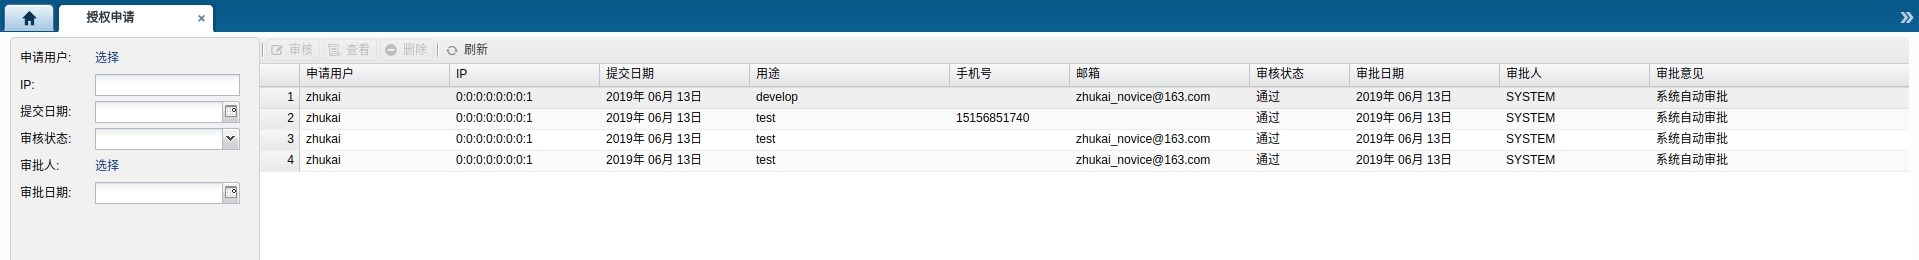 授权申请
申请用户: 选择
IP:
提交日期:
审核状态:
审批人: 选择
审批日期:
审核 查看 删除 刷新
申请用户 IP 提交日期 用途 手机号 邮箱 审核状态 审批日期 审批人 审批意见
1 zhukai 0:0:0:0:0:0:0:1 2019年 06月 13日 develop zhukai_novice@163.com 通过 2019年 06月 13日 SYSTEM 系统自动审批
2 zhukai 0:0:0:0:0:0:0:1 2019年 06月 13日 test 15156851740 通过 2019年 06月 13日 SYSTEM 系统自动审批
3 zhukai 0:0:0:0:0:0:0:1 2019年 06月 13日 test zhukai_novice@163.com 通过 2019年 06月 13日 SYSTEM 系统自动审批
4 zhukai 0:0:0:0:0:0:0:1 2019年 06月 13日 test zhukai_novice@163.com 通过 2019年 06月 13日 SYSTEM 系统自动审批